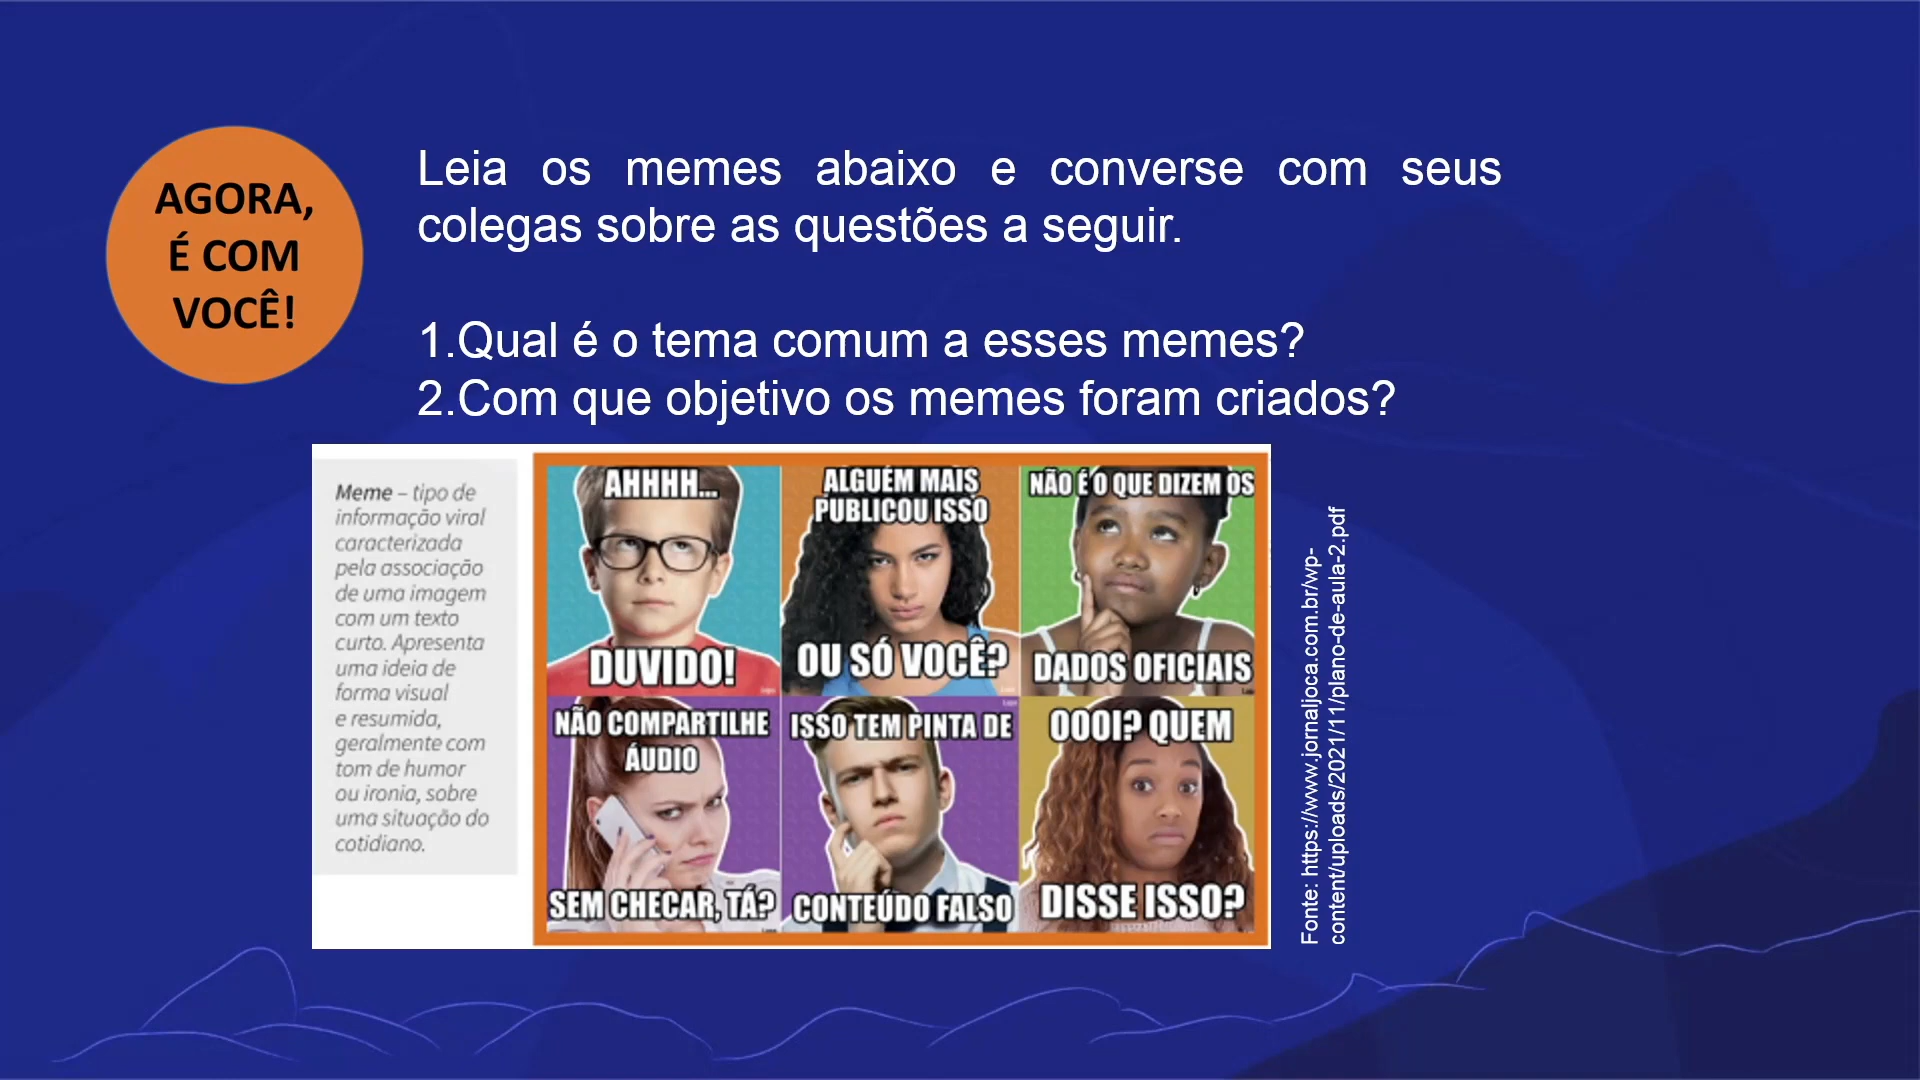 AGORA,
É COM
VOCÊ!
Leia os memes abaixo e converse com seus
colegas sobre as questões a seguir.
1.Qual é o tema comum a esses memes?
2.Com que objetivo os memes foram criados?
Meme – tipo de
informação viral
caracterizada
pela associação
de uma imagem
com um texto
curto. Apresenta
uma ideia de
forma visual
e resumida,
geralmente com
tom de humor
ou ironia, sobre
uma situação do
cotidiano.
AHHHH...
DUVIDO!
ALGUÉM MAIS
PUBLICOU ISSO
OU SÓ VOCÊ?
NÃO É O QUE DIZEM OS
DADOS OFICIAIS
NÃO COMPARTILHE
ÁUDIO
SEM CHECAR, TÁ?
ISSO TEM PINTA DE
CONTEÚDO FALSO
OOOI? QUEM
DISSE ISSO?
Fonte: https://www.jornaljoca.com.br/wp-
content/uploads/2021/11/plano-de-aula-2.pdf